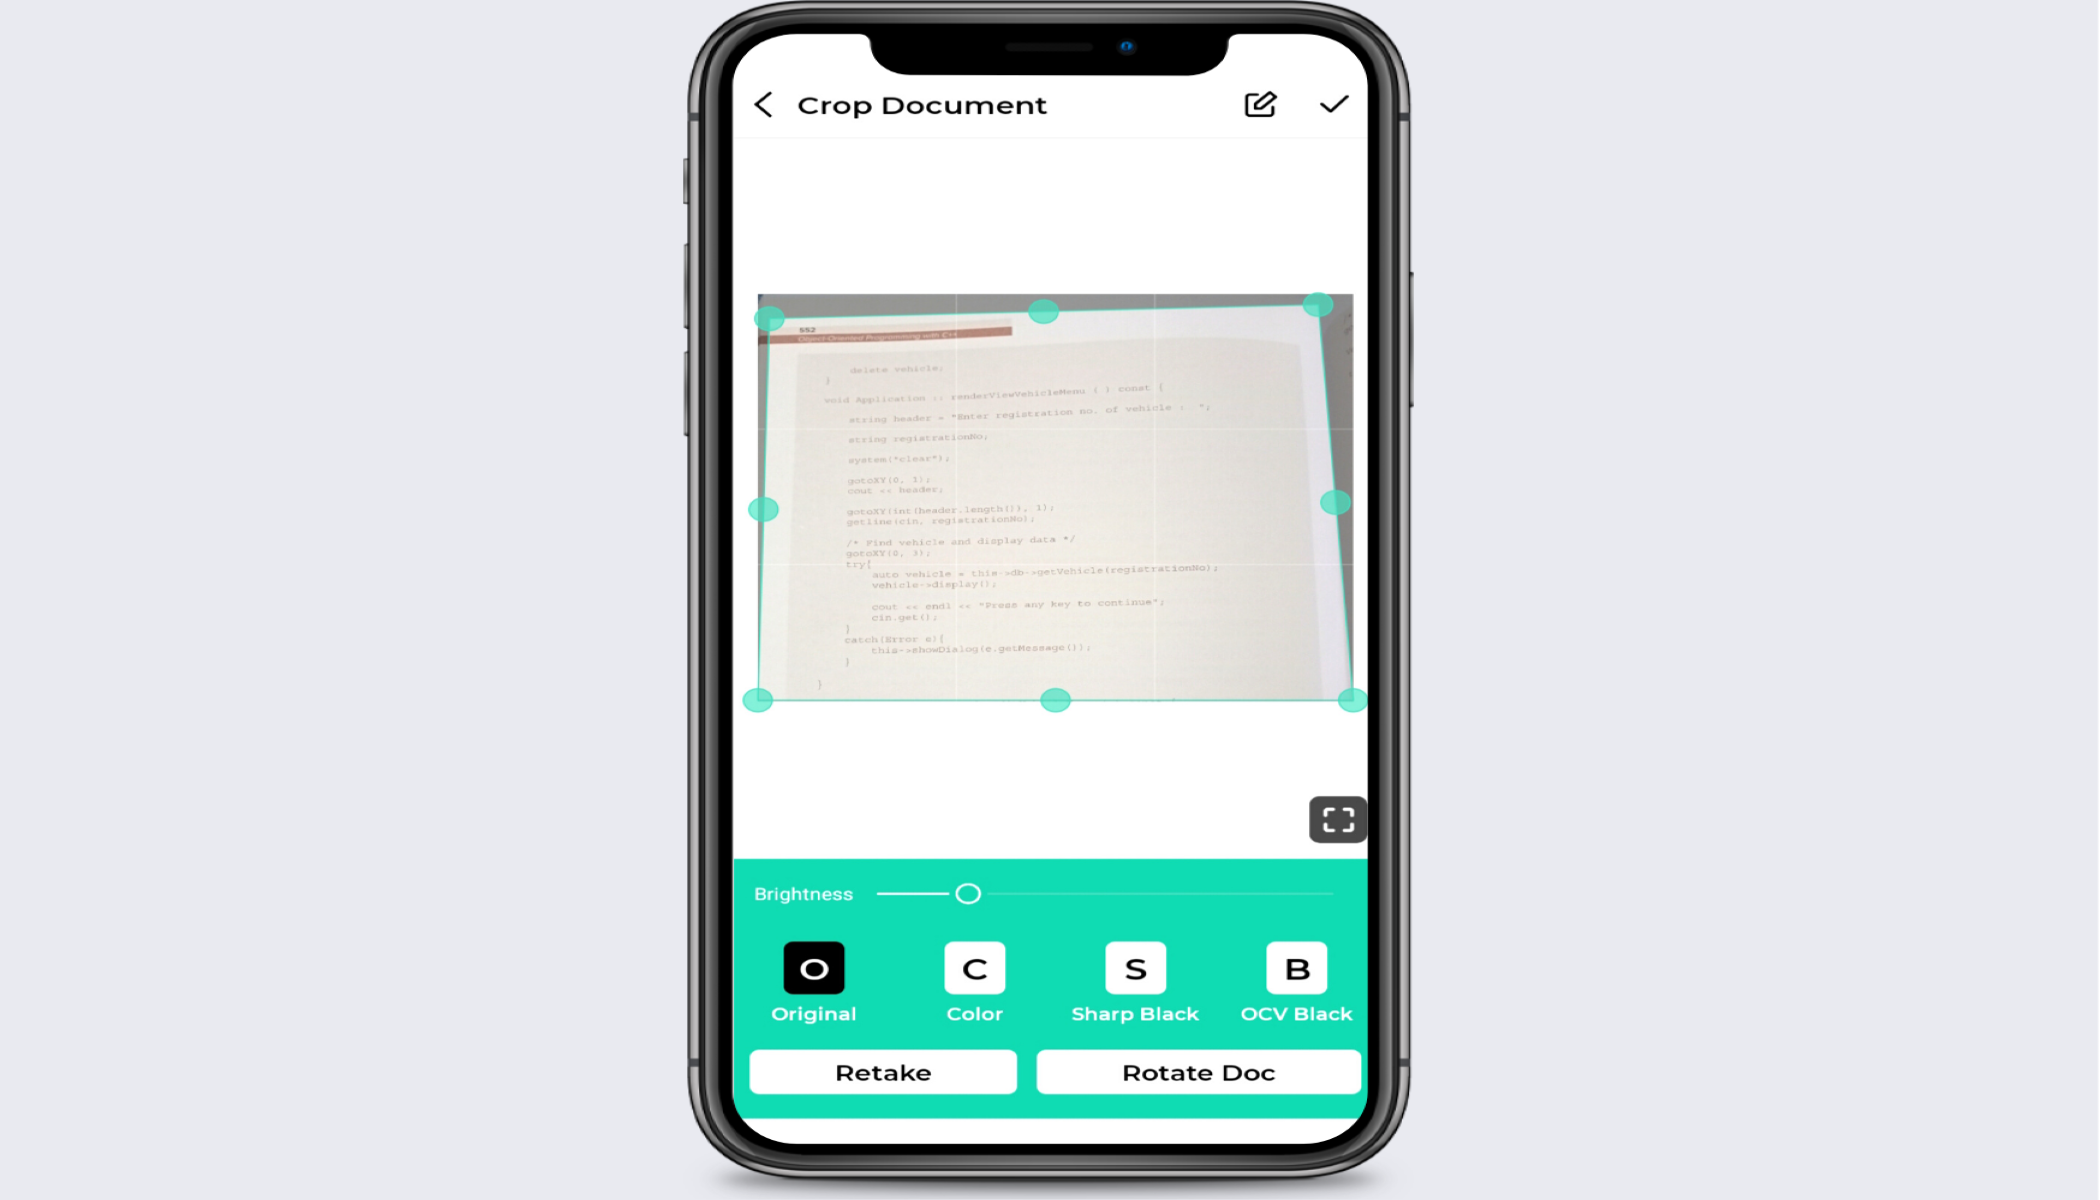 Crop Document
552
Object-Oriented Programming with C++
delete vehicle;
}
void Application :: renderViewVehicleMenu ( ) const {
string header = "Enter registration no. of vehicle : ";
string registrationNo;
system("clear");
gotoXY(0, 1);
cout << header;
gotoXY(int(header.length()), 1);
getline(cin, registrationNo);
/* Find vehicle and display data */
gotoXY(0, 3);
try{
auto vehicle = this->db->getVehicle(registrationNo);
vehicle->display();
cout << endl << "Press any key to continue";
cin.get();
}
catch(Error e){
this->showDialog(e.getMessage());
}
}
Brightness
O C S B
Original Color Sharp Black OCV Black
Retake Rotate Doc